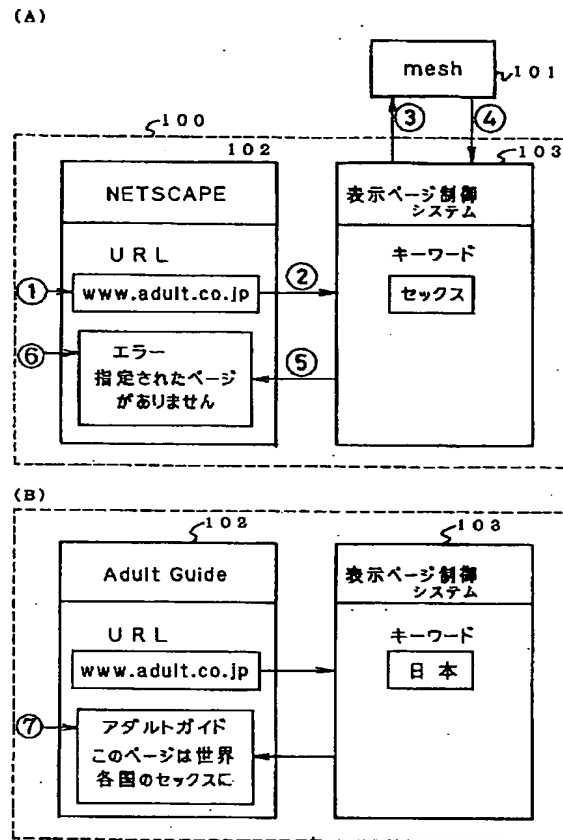 (A)
mesh
101
③
④
100
102
103
NETSCAPE
表示ページ制御
システム
URL
キーワード
①
www.adult.co.jp
②
セックス
⑥
エラー
指定されたページ
がありません
⑤
(B)
102
103
Adult Guide
表示ページ制御
システム
URL
キーワード
www.adult.co.jp
日本
⑦
アダルトガイド
このページは世界
各国のセックスに